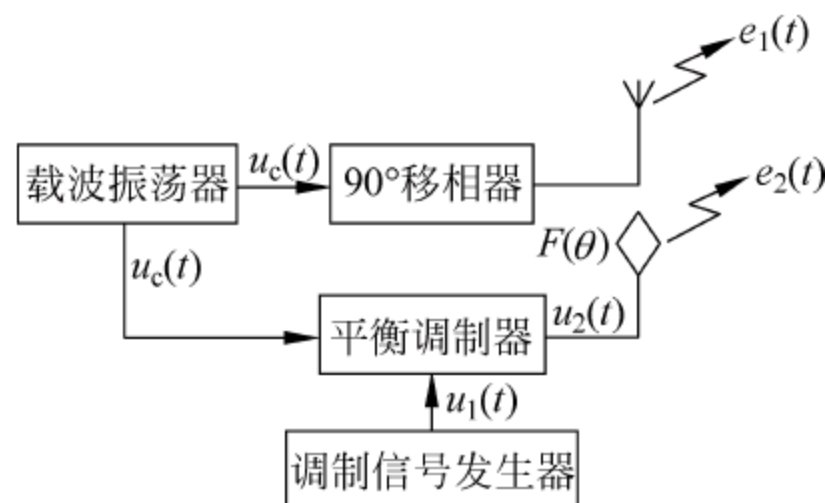 e₁(t)
载波振荡器
u_c(t)
90°移相器
e₂(t)
F(θ)
u_c(t)
平衡调制器
u₂(t)
u₁(t)
调制信号发生器